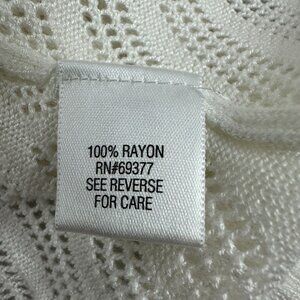 100% RAYON
RN#69377
SEE REVERSE
FOR CARE